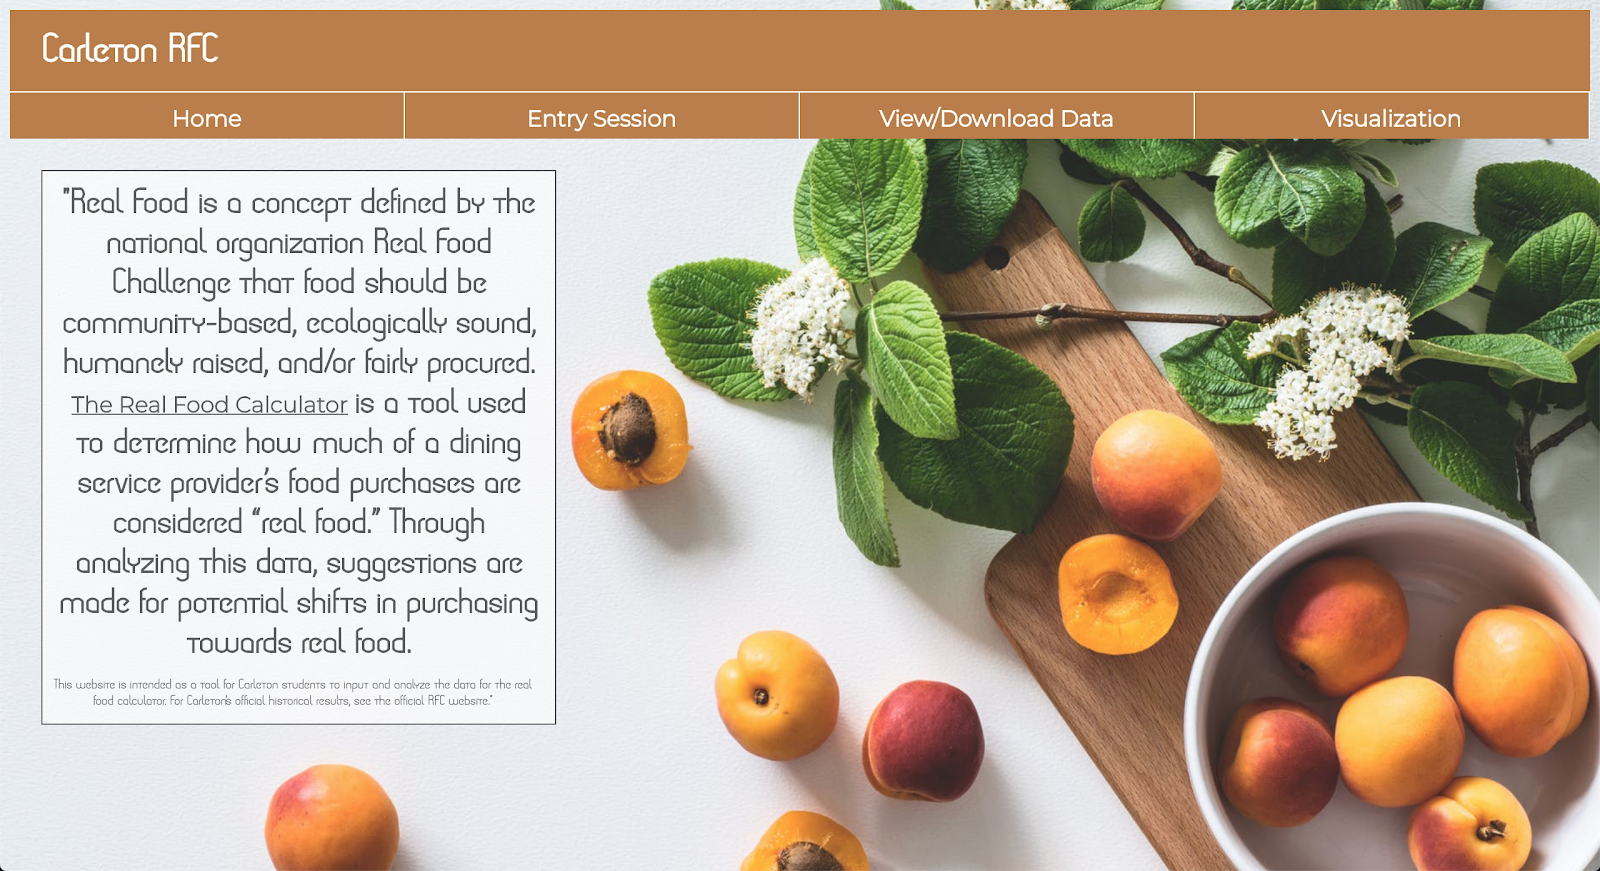 Carleton RFC
Home
Entry Session
View/Download Data
Visualization
"Real Food is a concept defined by the
national organization Real Food
Challenge that food should be
community-based, ecologically sound,
humanely raised, and/or fairly procured.
The Real Food Calculator is a tool used
to determine how much of a dining
service provider’s food purchases are
considered “real food.” Through
analyzing this data, suggestions are
made for potential shifts in purchasing
towards real food.
This website is intended as a tool for Carleton students to input and analyze the data for the real
food calculator. For Carleton's official historical results, see the official RFC website."